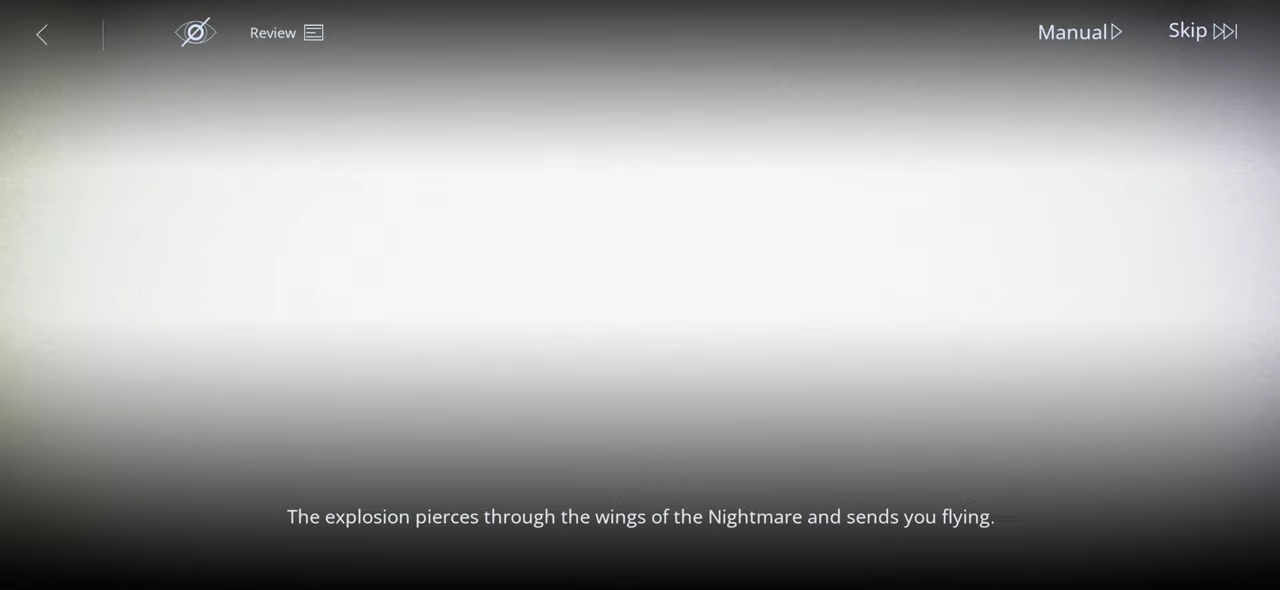 Review
Manual
Skip
The explosion pierces through the wings of the Nightmare and sends you flying.